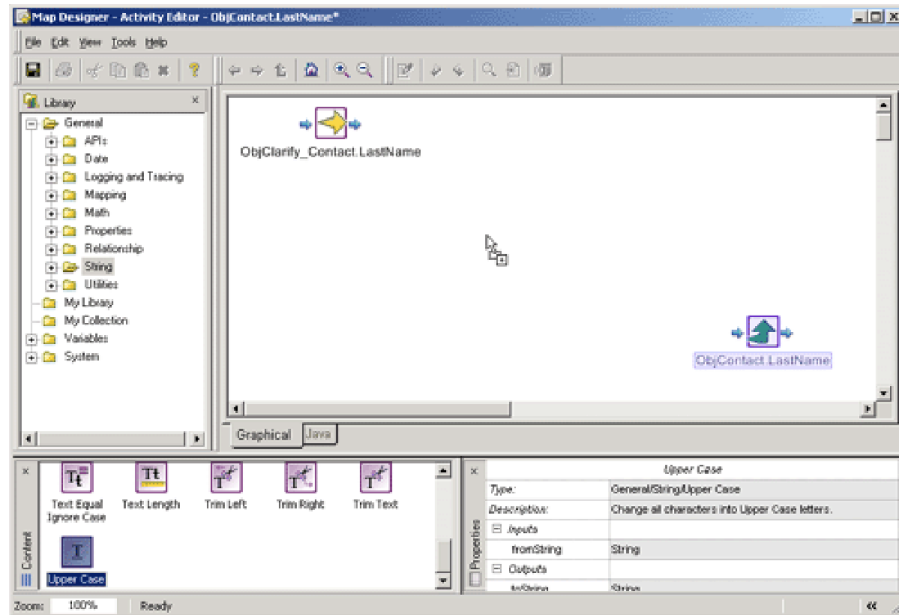 Map Designer - Activity Editor - ObjContact.LastName*
File Edit View Tools Help
Library
General
APIs
Date
Logging and Tracing
Mapping
Math
Properties
Relationship
String
Utilities
My Library
My Collection
Variables
System
ObjClarify_Contact.LastName
ObjContact.LastName
Graphical Java
Content
Text Equal Ignore Case
Text Length
Trim Left
Trim Right
Trim Text
Upper Case
Properties
Upper Case
Type: General/String/Upper Case
Description: Change all characters into Upper Case letters.
Inputs
fromString String
Outputs
toString String
Zoom: 100% Ready